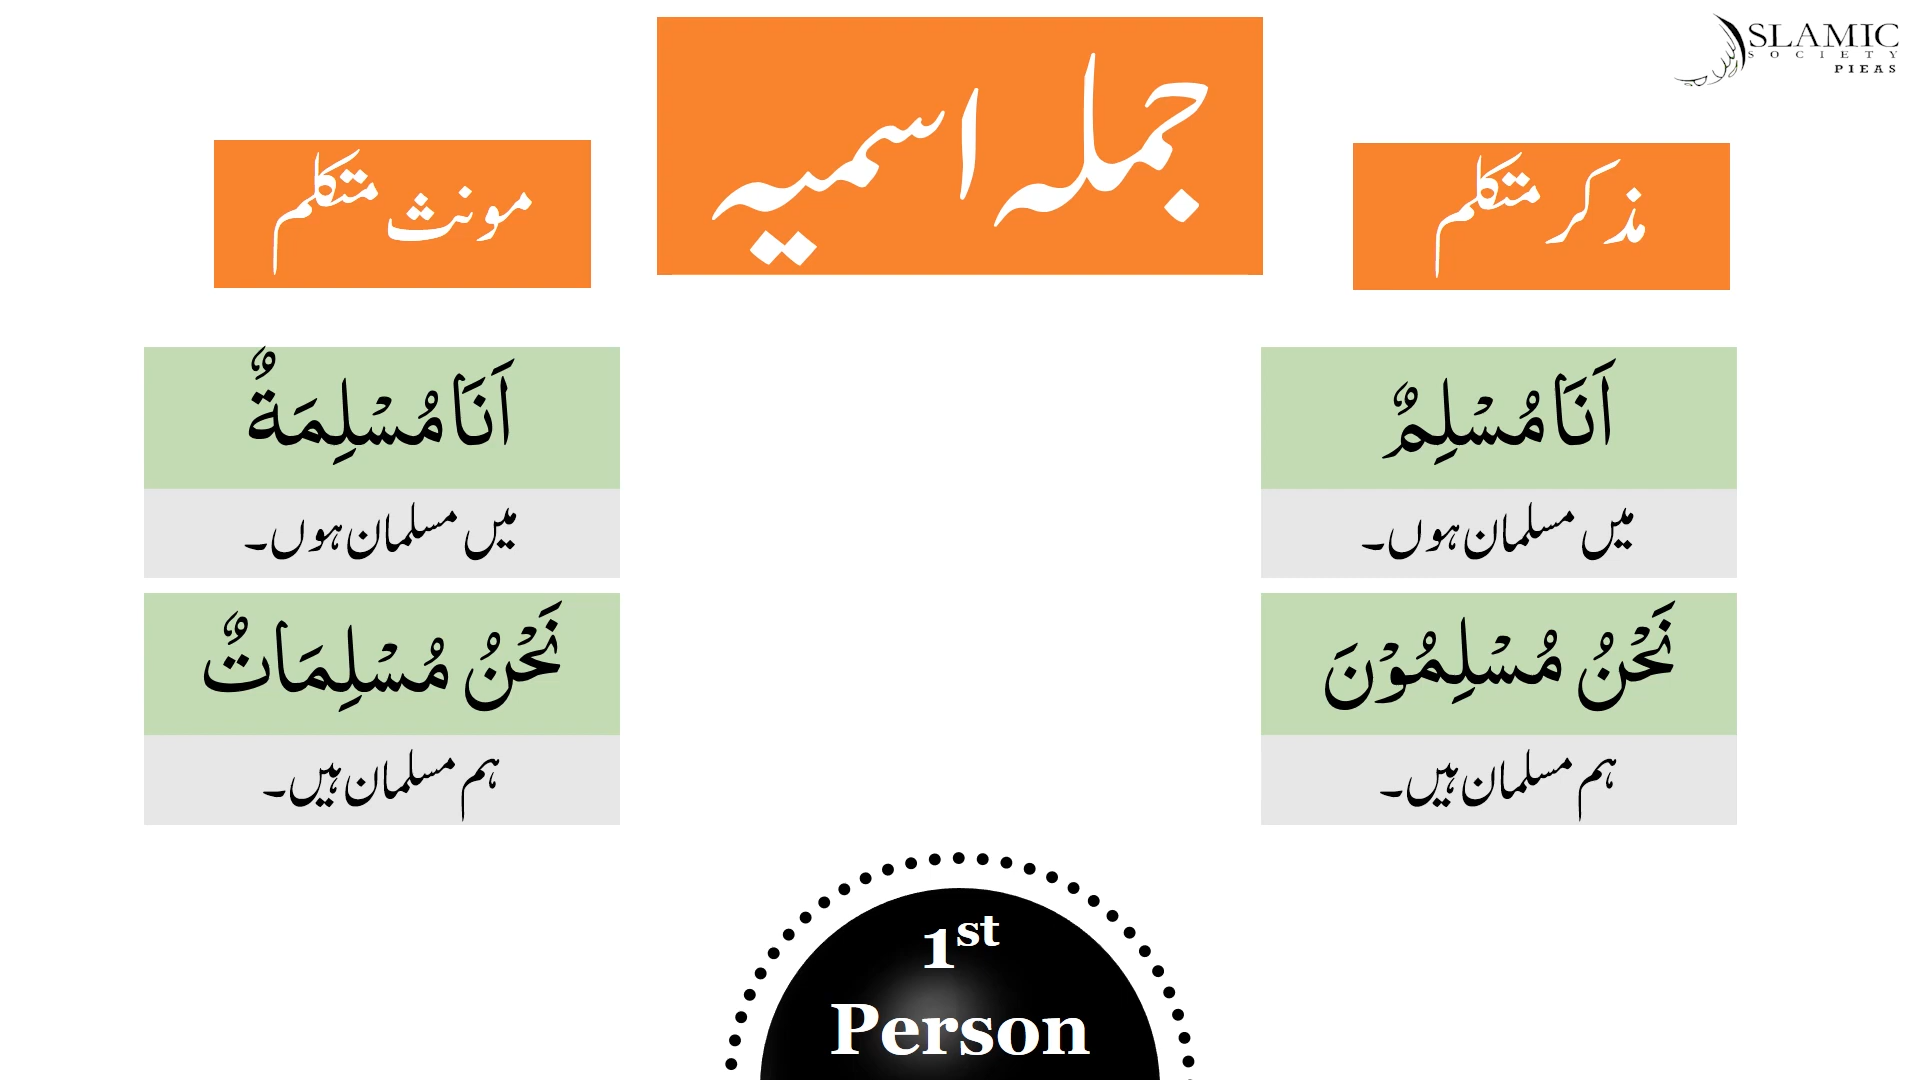 SLAMIC
SOCIETY
PIEAS
جملہ اسمیہ
مذکر متکلم
مونث متکلم
اَنَا مُسْلِمٌ
میں مسلمان ہوں۔
نَحْنُ مُسْلِمُوْنَ
ہم مسلمان ہیں۔
اَنَا مُسْلِمَةٌ
میں مسلمان ہوں۔
نَحْنُ مُسْلِمَاتٌ
ہم مسلمان ہیں۔
1st
Person